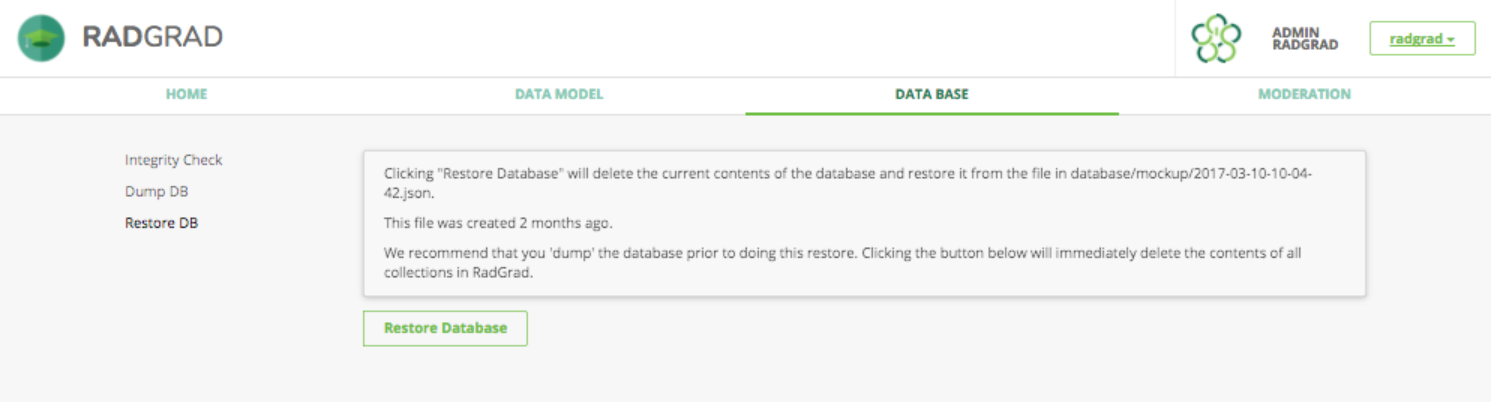 RADGRAD
ADMIN
RADGRAD
radgrad
HOME
DATA MODEL
DATA BASE
MODERATION
Integrity Check
Dump DB
Restore DB
Clicking "Restore Database" will delete the current contents of the database and restore it from the file in database/mockup/2017-03-10-10-04-
42.json.
This file was created 2 months ago.
We recommend that you 'dump' the database prior to doing this restore. Clicking the button below will immediately delete the contents of all
collections in RadGrad.
Restore Database